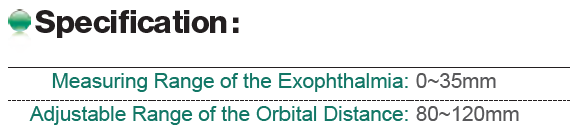 Specification:
Measuring Range of the Exophthalmia: 0~35mm
Adjustable Range of the Orbital Distance: 80~120mm